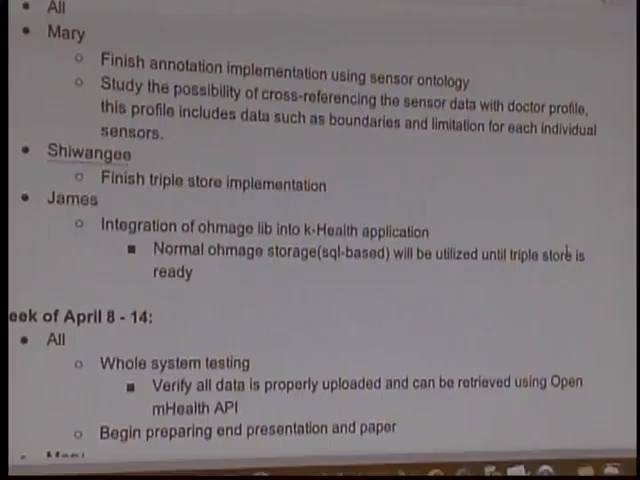 All
Mary
Finish annotation implementation using sensor ontology
Study the possibility of cross-referencing the sensor data with doctor profile,
this profile includes data such as boundaries and limitation for each individual
sensors.
Shiwangee
Finish triple store implementation
James
Integration of ohmage lib into k-Health application
Normal ohmage storage(sql-based) will be utilized until triple store is
ready
eek of April 8 - 14:
All
Whole system testing
Verify all data is properly uploaded and can be retrieved using Open
mHealth API
Begin preparing end presentation and paper